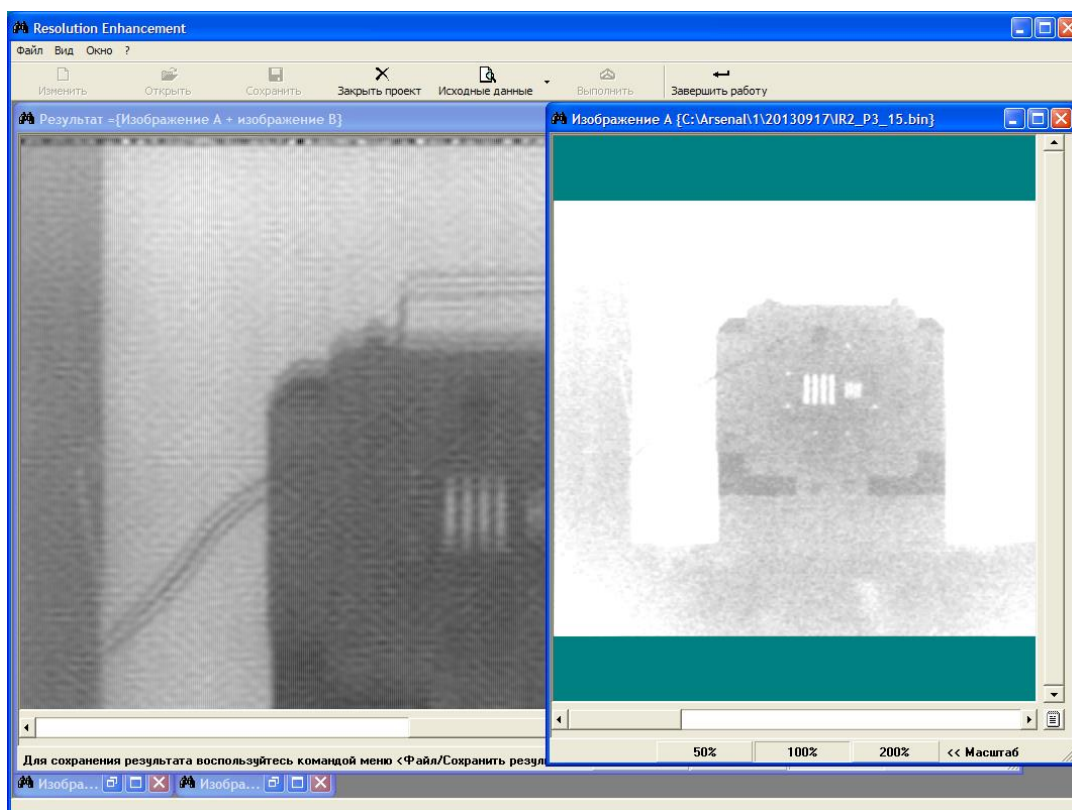 Resolution Enhancement
Файл Вид Окно ?
Изменить Открыть Сохранить Закрыть проект Исходные данные Выполнить Завершить работу
Результат ={Изображение А + изображение В}
Изображение А {C:\Arsenal\1\20130917\IR2_P3_15.bin}
50% 100% 200% << Масштаб
Для сохранения результата воспользуйтесь командой меню <Файл/Сохранить резул
Изобра... Изобра...